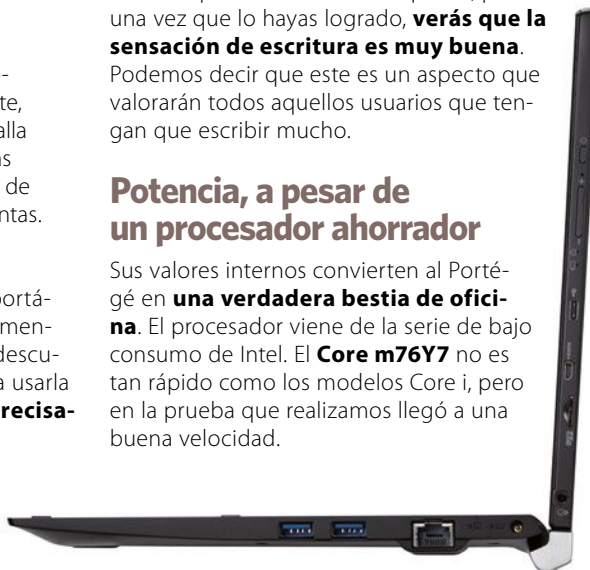 -
te,
alla
s
de
ntas.
ortá-
men-
descu-
a usarla
recisa-
una vez que lo hayas logrado, verás que la
sensación de escritura es muy buena.
Podemos decir que este es un aspecto que
valorarán todos aquellos usuarios que ten-
gan que escribir mucho.
Potencia, a pesar de
un procesador ahorrador
Sus valores internos convierten al Porté-
gé en una verdadera bestia de ofici-
na. El procesador viene de la serie de bajo
consumo de Intel. El Core m76Y7 no es
tan rápido como los modelos Core i, pero
en la prueba que realizamos llegó a una
buena velocidad.